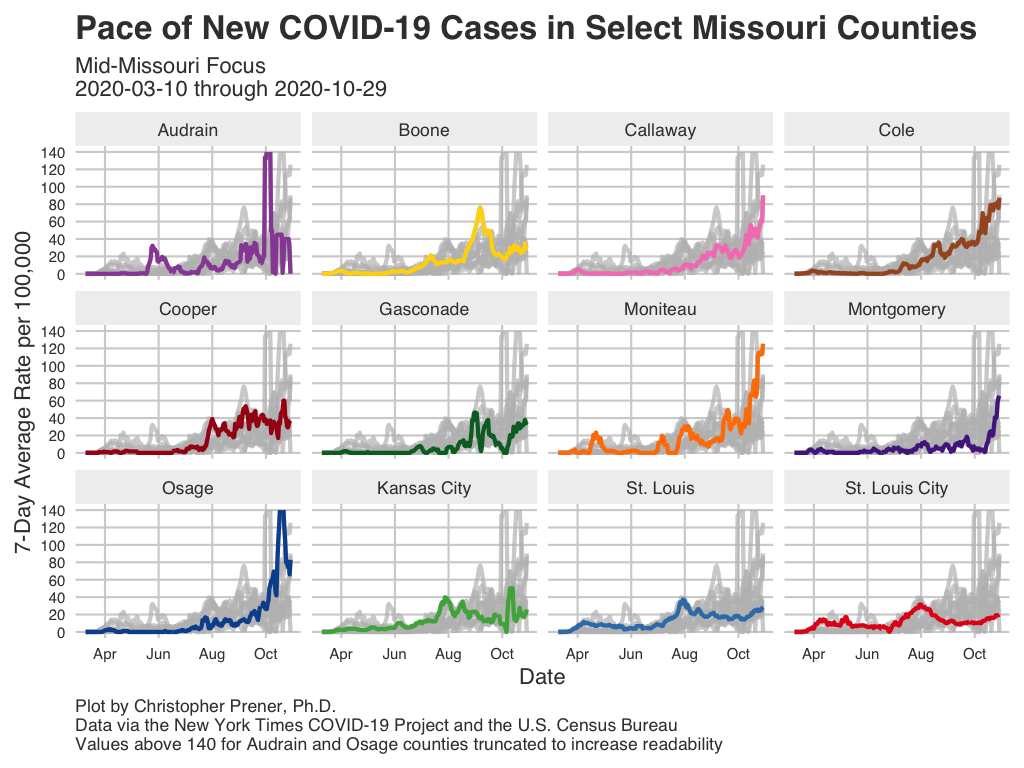 Pace of New COVID-19 Cases in Select Missouri Counties
Mid-Missouri Focus
2020-03-10 through 2020-10-29
7-Day Average Rate per 100,000
Audrain Boone Callaway Cole
140
120
100
80
60
40
20
0
Cooper Gasconade Moniteau Montgomery
140
120
100
80
60
40
20
0
Osage Kansas City St. Louis St. Louis City
140
120
100
80
60
40
20
0
Apr Jun Aug Oct Apr Jun Aug Oct Apr Jun Aug Oct Apr Jun Aug Oct
Date
Plot by Christopher Prener, Ph.D.
Data via the New York Times COVID-19 Project and the U.S. Census Bureau
Values above 140 for Audrain and Osage counties truncated to increase readability